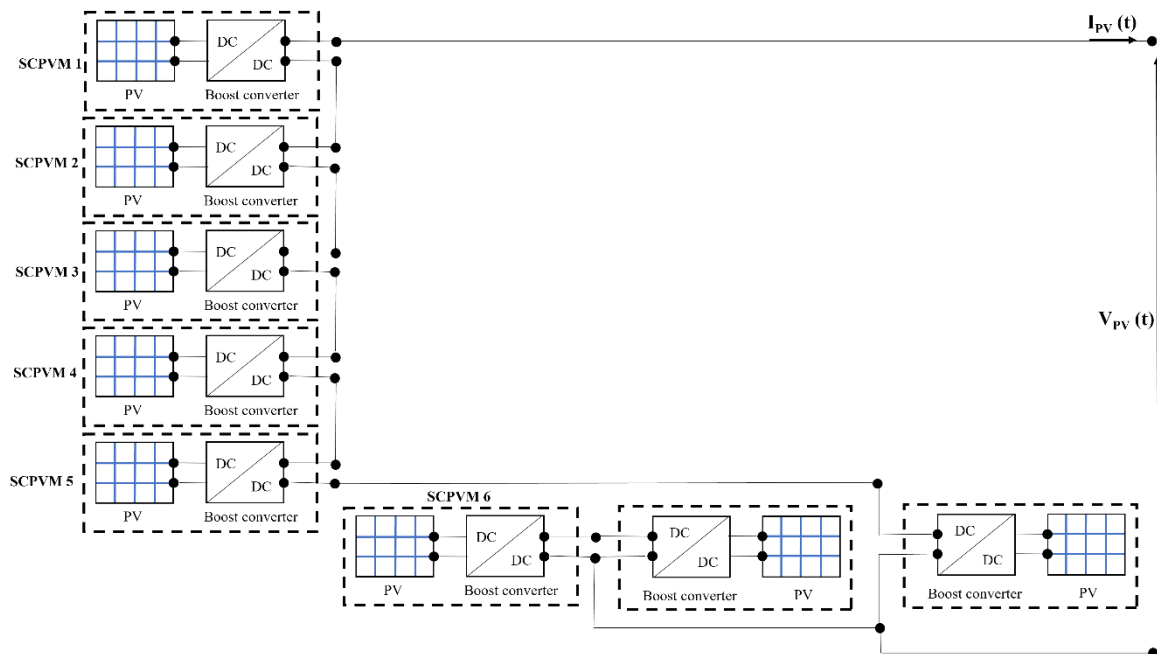 I_PV (t)
SCPVM 1
DC
DC
PV
Boost converter
SCPVM 2
DC
DC
PV
Boost converter
SCPVM 3
DC
DC
PV
Boost converter
V_PV (t)
SCPVM 4
DC
DC
PV
Boost converter
SCPVM 5
DC
DC
PV
Boost converter
SCPVM 6
DC
DC
PV
Boost converter
DC
DC
Boost converter
PV
DC
DC
Boost converter
PV